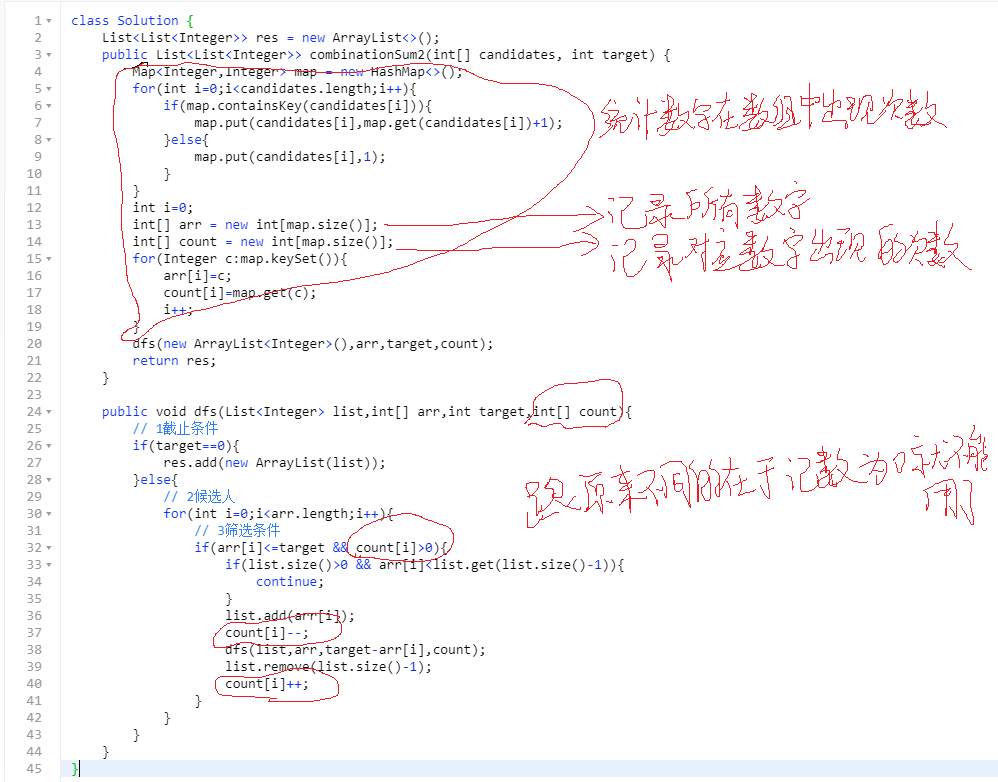 1 class Solution {
2 List<List<Integer>> res = new ArrayList<>();
3 public List<List<Integer>> combinationSum2(int[] candidates, int target) {
4 Map<Integer,Integer> map = new HashMap<>();
5 for(int i=0;i<candidates.length;i++){
6 if(map.containsKey(candidates[i])){
7 map.put(candidates[i],map.get(candidates[i])+1);
统计数字在数组中出现次数
8 }else{
9 map.put(candidates[i],1);
10 }
11 }
12 int i=0;
13 int[] arr = new int[map.size()];
记录所有数字
14 int[] count = new int[map.size()];
记录对应数字出现的次数
15 for(Integer c:map.keySet()){
16 arr[i]=c;
17 count[i]=map.get(c);
18 i++;
19 }
20 dfs(new ArrayList<Integer>(),arr,target,count);
21 return res;
22 }
23
24 public void dfs(List<Integer> list,int[] arr,int target,int[] count){
25 // 1截止条件
26 if(target==0){
27 res.add(new ArrayList(list));
28 }else{
跟原来不同的在于记数为0就不能
用
29 // 2候选人
30 for(int i=0;i<arr.length;i++){
31 // 3筛选条件
32 if(arr[i]<=target && count[i]>0){
33 if(list.size()>0 && arr[i]<list.get(list.size()-1)){
34 continue;
35 }
36 list.add(arr[i]);
37 count[i]--;
38 dfs(list,arr,target-arr[i],count);
39 list.remove(list.size()-1);
40 count[i]++;
41 }
42 }
43 }
44 }
45 }